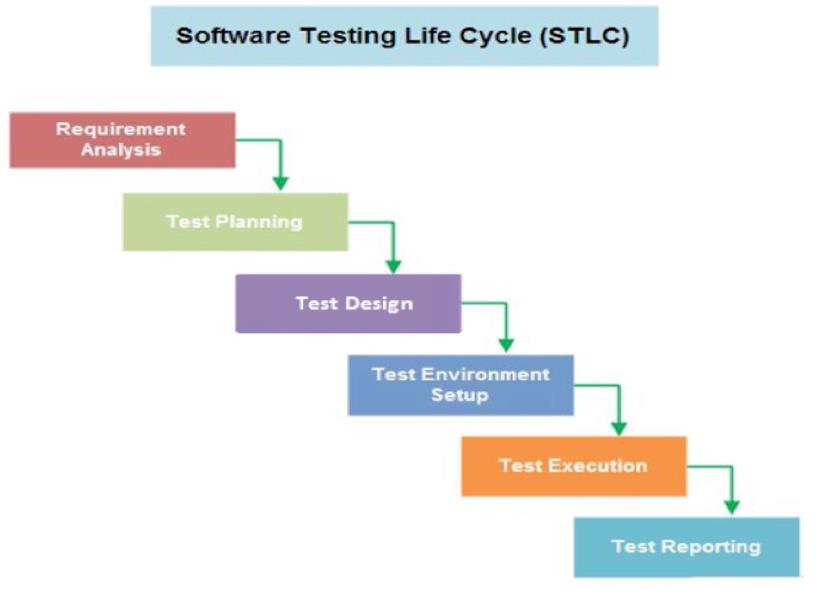 Software Testing Life Cycle (STLC)
Requirement
Analysis
Test Planning
Test Design
Test Environment
Setup
Test Execution
Test Reporting